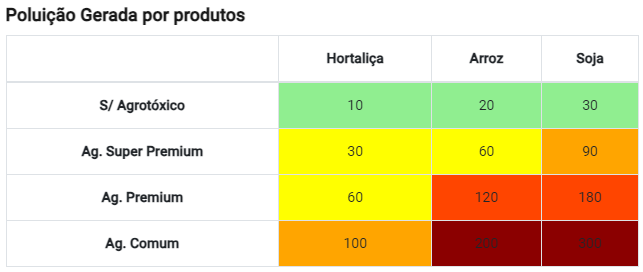 Poluição Gerada por produtos
Hortaliça Arroz Soja
S/ Agrotóxico 10 20 30
Ag. Super Premium 30 60 90
Ag. Premium 60 120 180
Ag. Comum 100 200 300